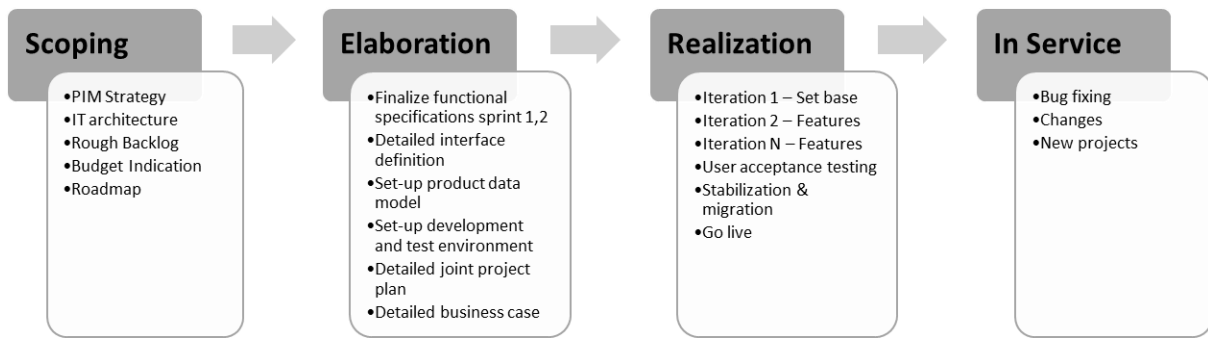 Scoping
•PIM Strategy
•IT architecture
•Rough Backlog
•Budget Indication
•Roadmap
Elaboration
•Finalize functional
specifications sprint 1,2
•Detailed interface
definition
•Set-up product data
model
•Set-up development
and test environment
•Detailed joint project
plan
•Detailed business case
Realization
•Iteration 1 – Set base
•Iteration 2 – Features
•Iteration N – Features
•User acceptance testing
•Stabilization &
migration
•Go live
In Service
•Bug fixing
•Changes
•New projects